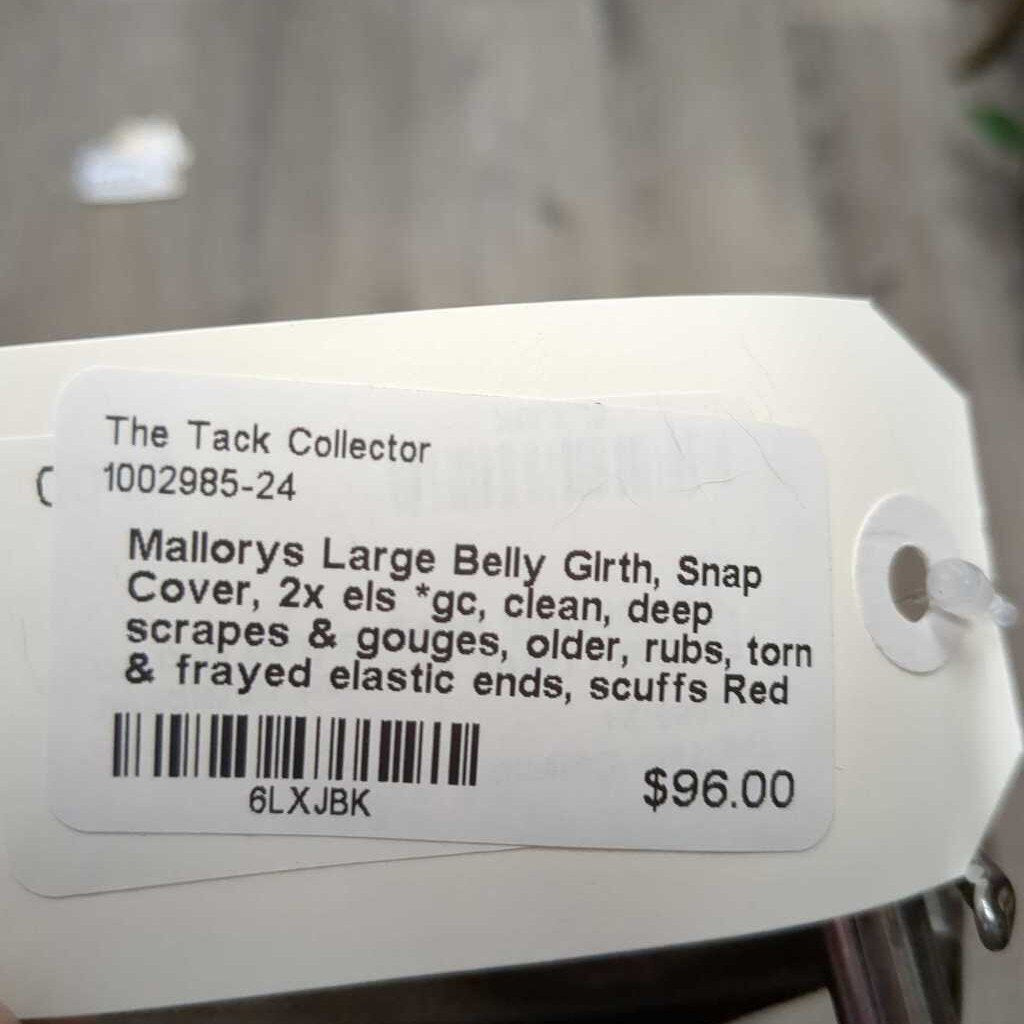 The Tack Collector
1002985-24
Mallorys Large Belly GIrth, Snap
Cover, 2x els *gc, clean, deep
scrapes & gouges, older, rubs, torn
& frayed elastic ends, scuffs Red
6LXJBK
$96.00